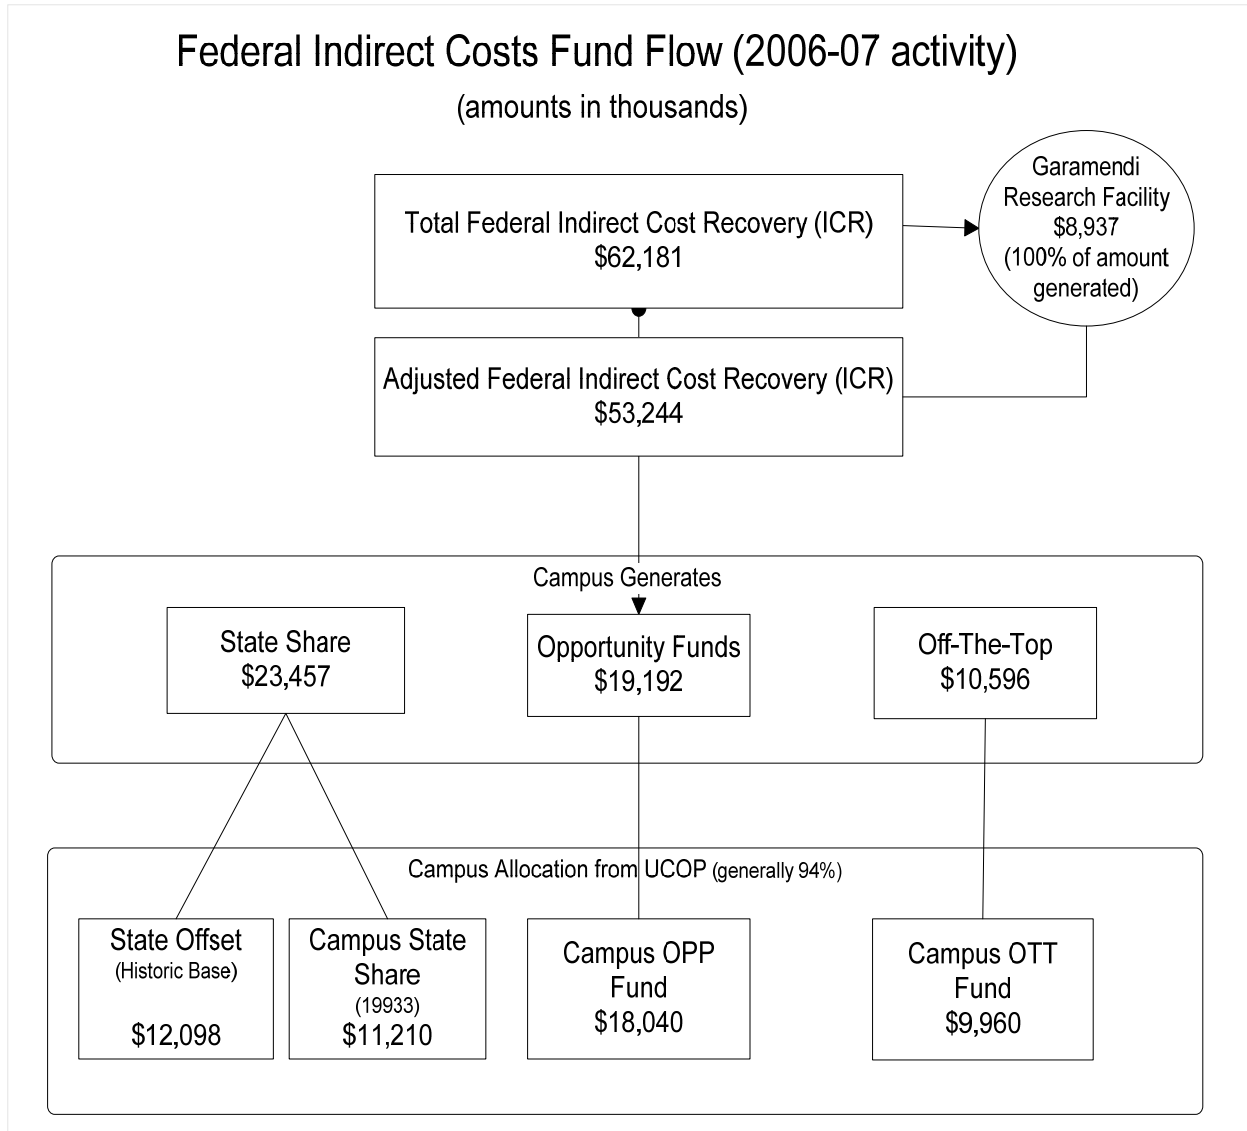 Federal Indirect Costs Fund Flow (2006-07 activity)
(amounts in thousands)
Total Federal Indirect Cost Recovery (ICR)
$62,181
Garamendi
Research Facility
$8,937
(100% of amount
generated)
Adjusted Federal Indirect Cost Recovery (ICR)
$53,244
Campus Generates
State Share
$23,457
Opportunity Funds
$19,192
Off-The-Top
$10,596
Campus Allocation from UCOP (generally 94%)
State Offset
(Historic Base)
$12,098
Campus State
Share
(19933)
$11,210
Campus OPP
Fund
$18,040
Campus OTT
Fund
$9,960